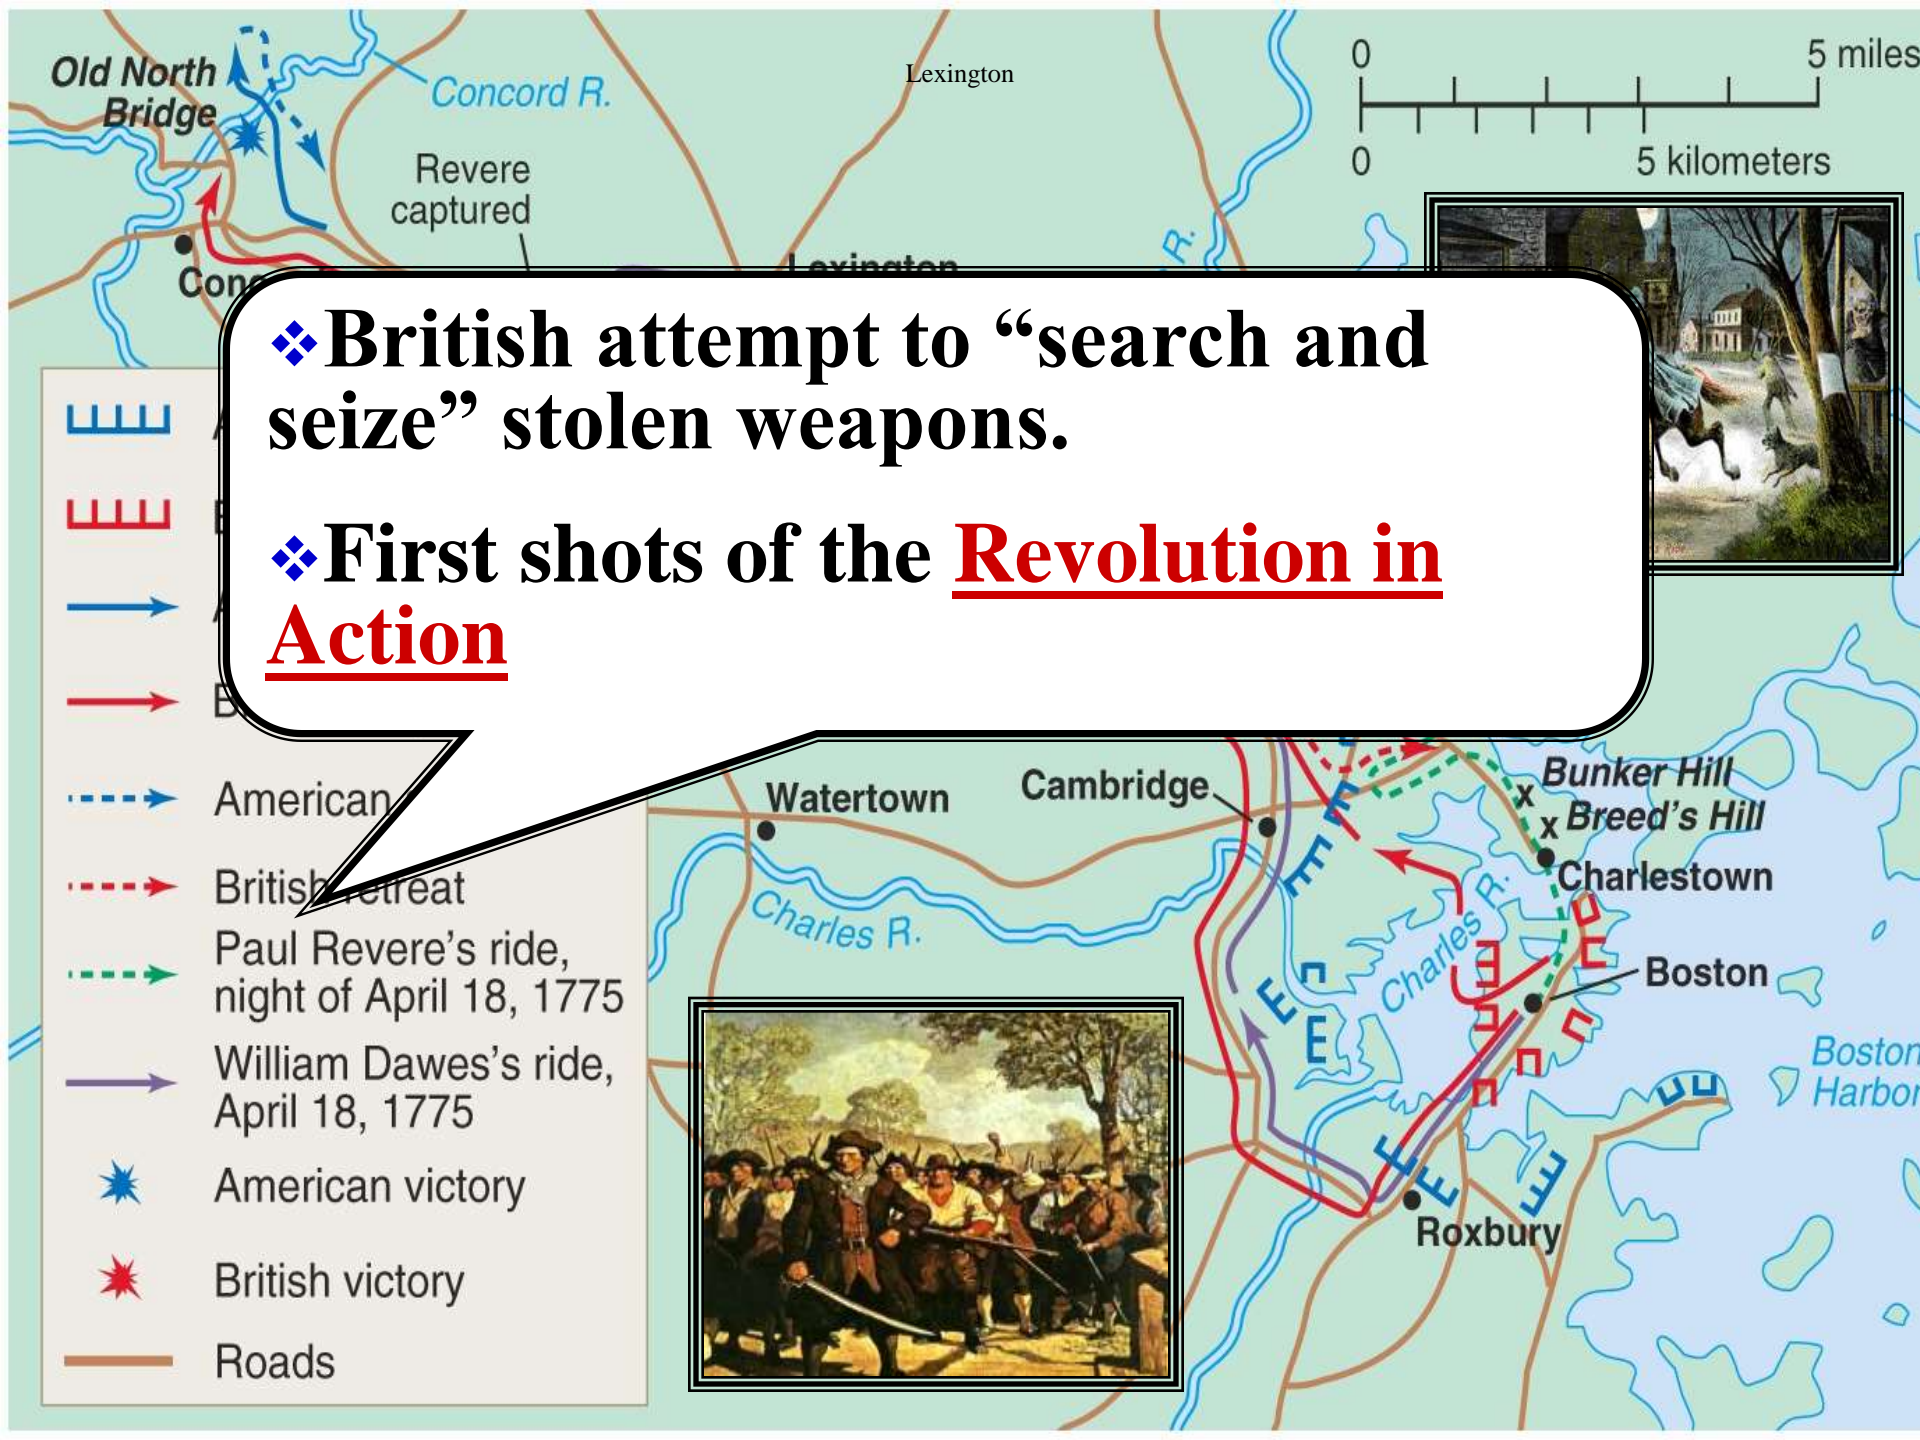 Old North
Bridge
Concord R.
Lexington
0
5 miles
0
5 kilometers
Revere
captured
R.
Lexington
British attempt to “search and
seize” stolen weapons.
First shots of the Revolution in
Action
American
British retreat
Paul Revere’s ride,
night of April 18, 1775
William Dawes’s ride,
April 18, 1775
American victory
British victory
Roads
Watertown
Cambridge
Bunker Hill
x
x Breed’s Hill
Charlestown
Charles R.
Charles R.
Boston
Boston
Harbor
Roxbury